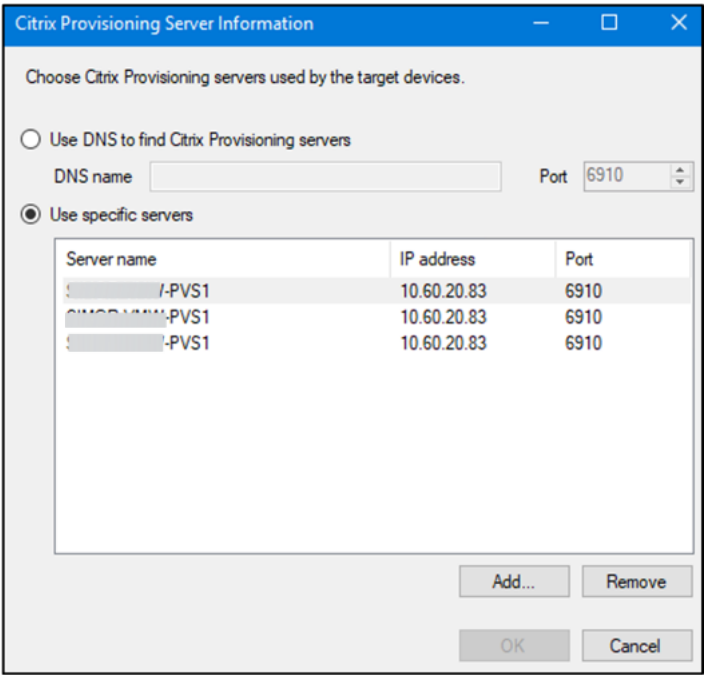 Citrix Provisioning Server Information
Choose Citrix Provisioning servers used by the target devices.
Use DNS to find Citrix Provisioning servers
DNS name Port 6910
Use specific servers
Server name IP address Port
-PVS1 10.60.20.83 6910
-PVS1 10.60.20.83 6910
-PVS1 10.60.20.83 6910
Add... Remove
OK Cancel